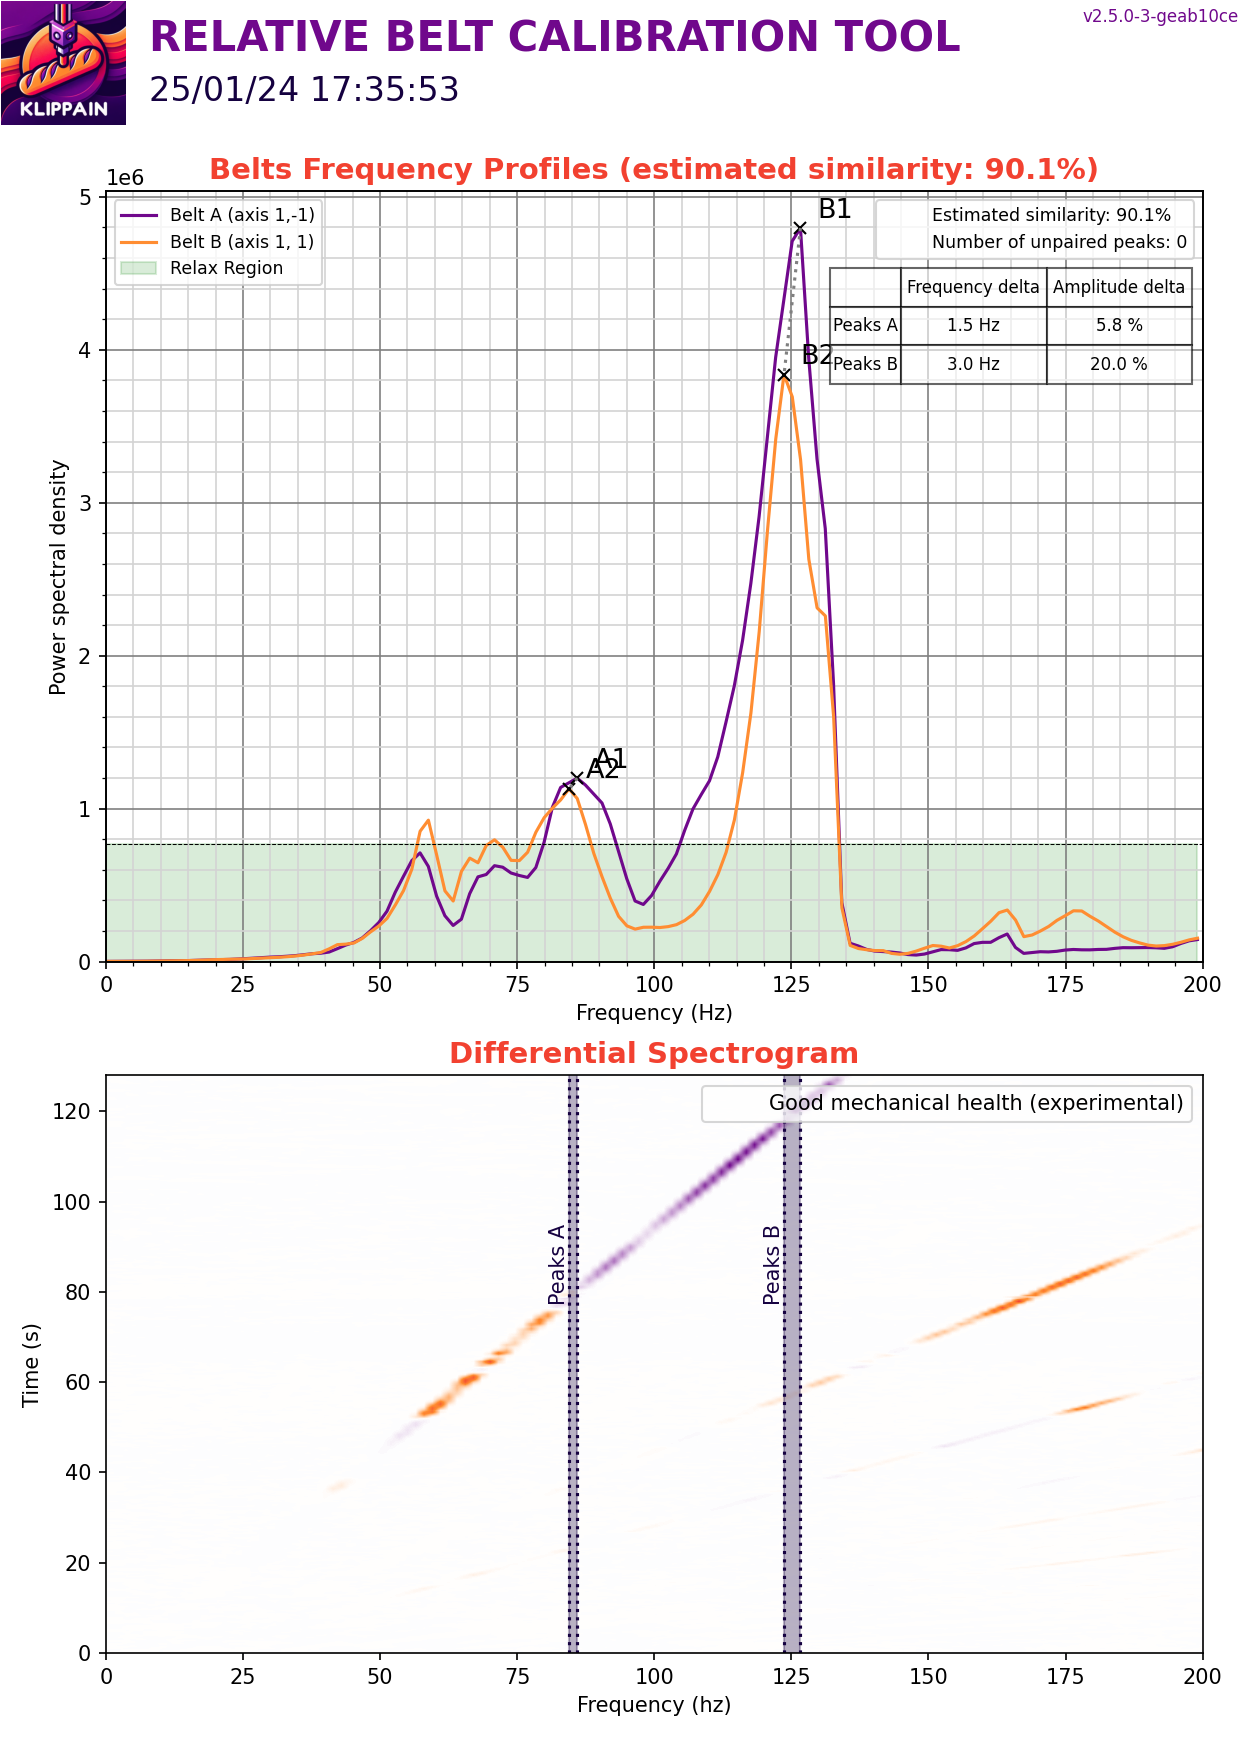 KLIPPAIN
RELATIVE BELT CALIBRATION TOOL
25/01/24 17:35:53
v2.5.0-3-geab10ce
Belts Frequency Profiles (estimated similarity: 90.1%)
1e6
Belt A (axis 1,-1)
Belt B (axis 1, 1)
Relax Region
Estimated similarity: 90.1%
Number of unpaired peaks: 0
Frequency delta Amplitude delta
Peaks A 1.5 Hz 5.8 %
Peaks B 3.0 Hz 20.0 %
B1
B2
A1
A2
5
4
3
2
1
0
Power spectral density
0 25 50 75 100 125 150 175 200
Frequency (Hz)
Differential Spectrogram
Good mechanical health (experimental)
Peaks A
Peaks B
120
100
80
60
40
20
0
Time (s)
0 25 50 75 100 125 150 175 200
Frequency (hz)